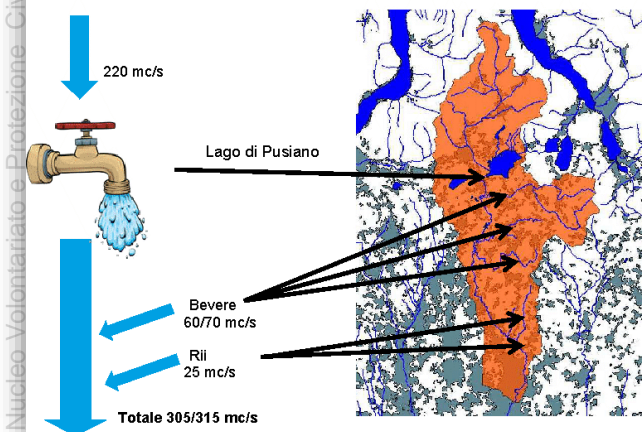 220 mc/s
Lago di Pusiano
Bevere
60/70 mc/s
Rii
25 mc/s
Totale 305/315 mc/s
Nucleo Volontariato e Protezione